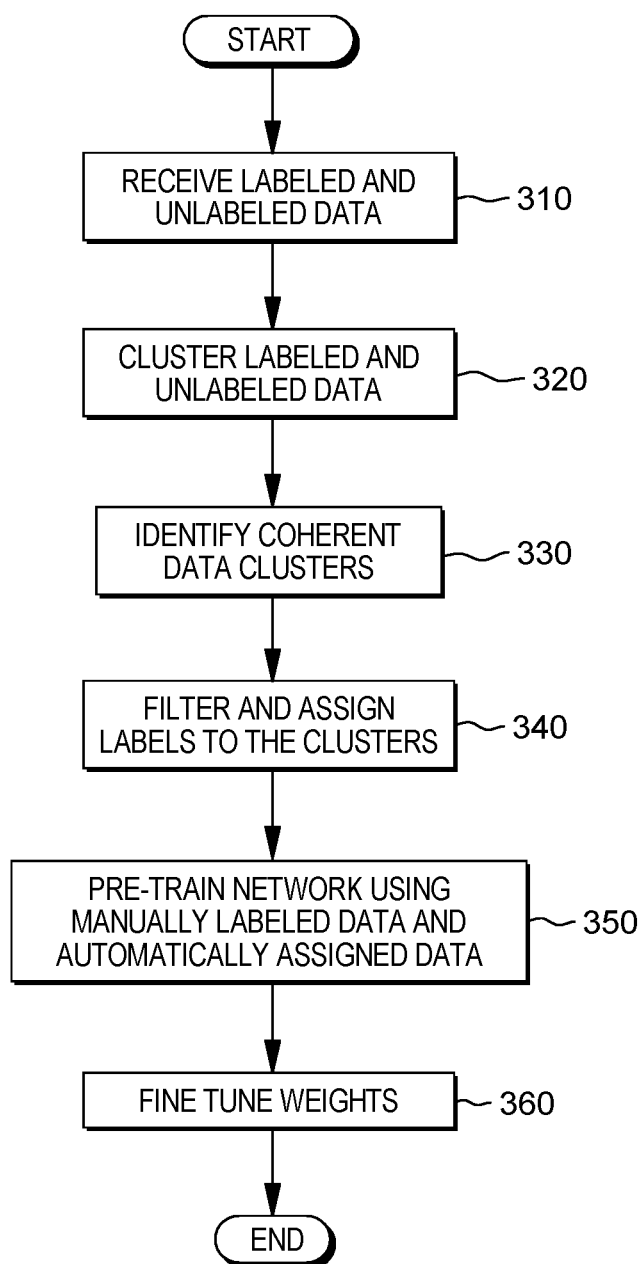 START
RECEIVE LABELED AND
UNLABELED DATA
310
CLUSTER LABELED AND
UNLABELED DATA
320
IDENTIFY COHERENT
DATA CLUSTERS
330
FILTER AND ASSIGN
LABELS TO THE CLUSTERS
340
PRE-TRAIN NETWORK USING
MANUALLY LABELED DATA AND
AUTOMATICALLY ASSIGNED DATA
350
FINE TUNE WEIGHTS
360
END